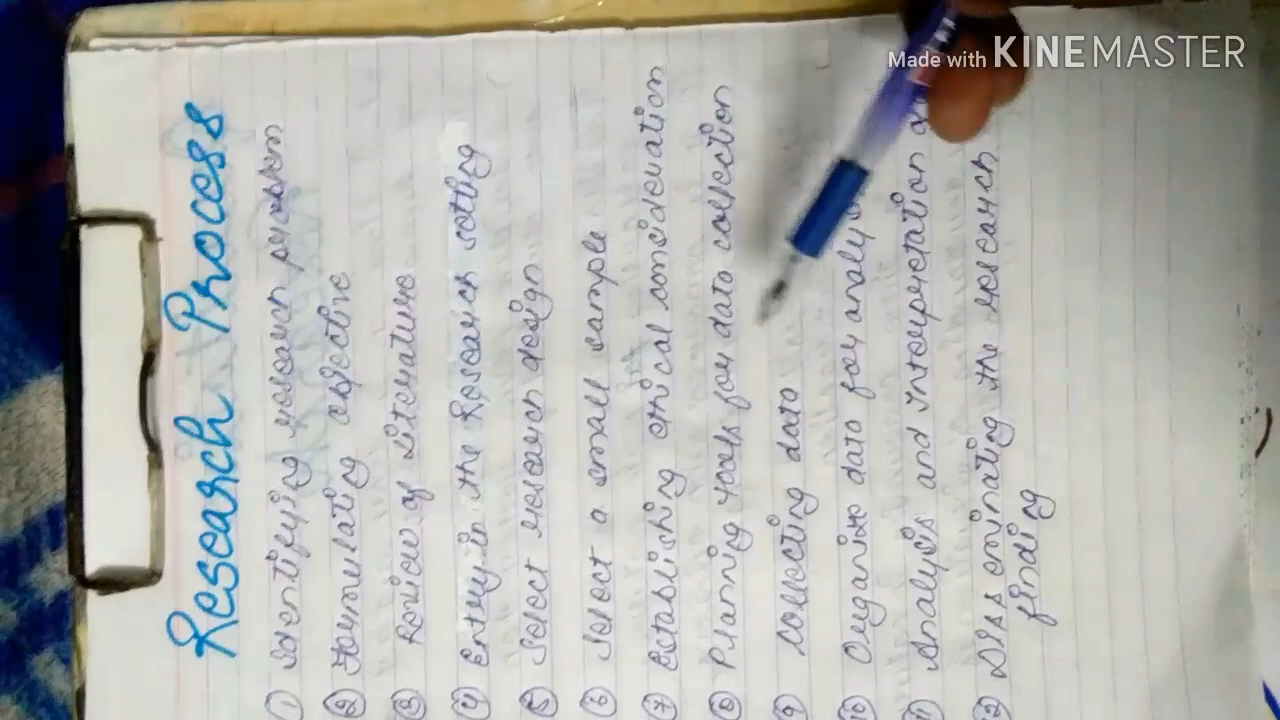 Research Process
① Identifying research problem
② Formulating objective
③ Review of Literature
④ Entry in the Research setting
⑤ Select research design
⑥ Select a small sample
⑦ Establishing ethical consideration
⑧ Planning tools for data collection
⑨ Collecting data
⑩ Organise data for analys
⑪ Analysis and Interpretation
⑫ Disseminating the research
finding
Made with KINEMASTER